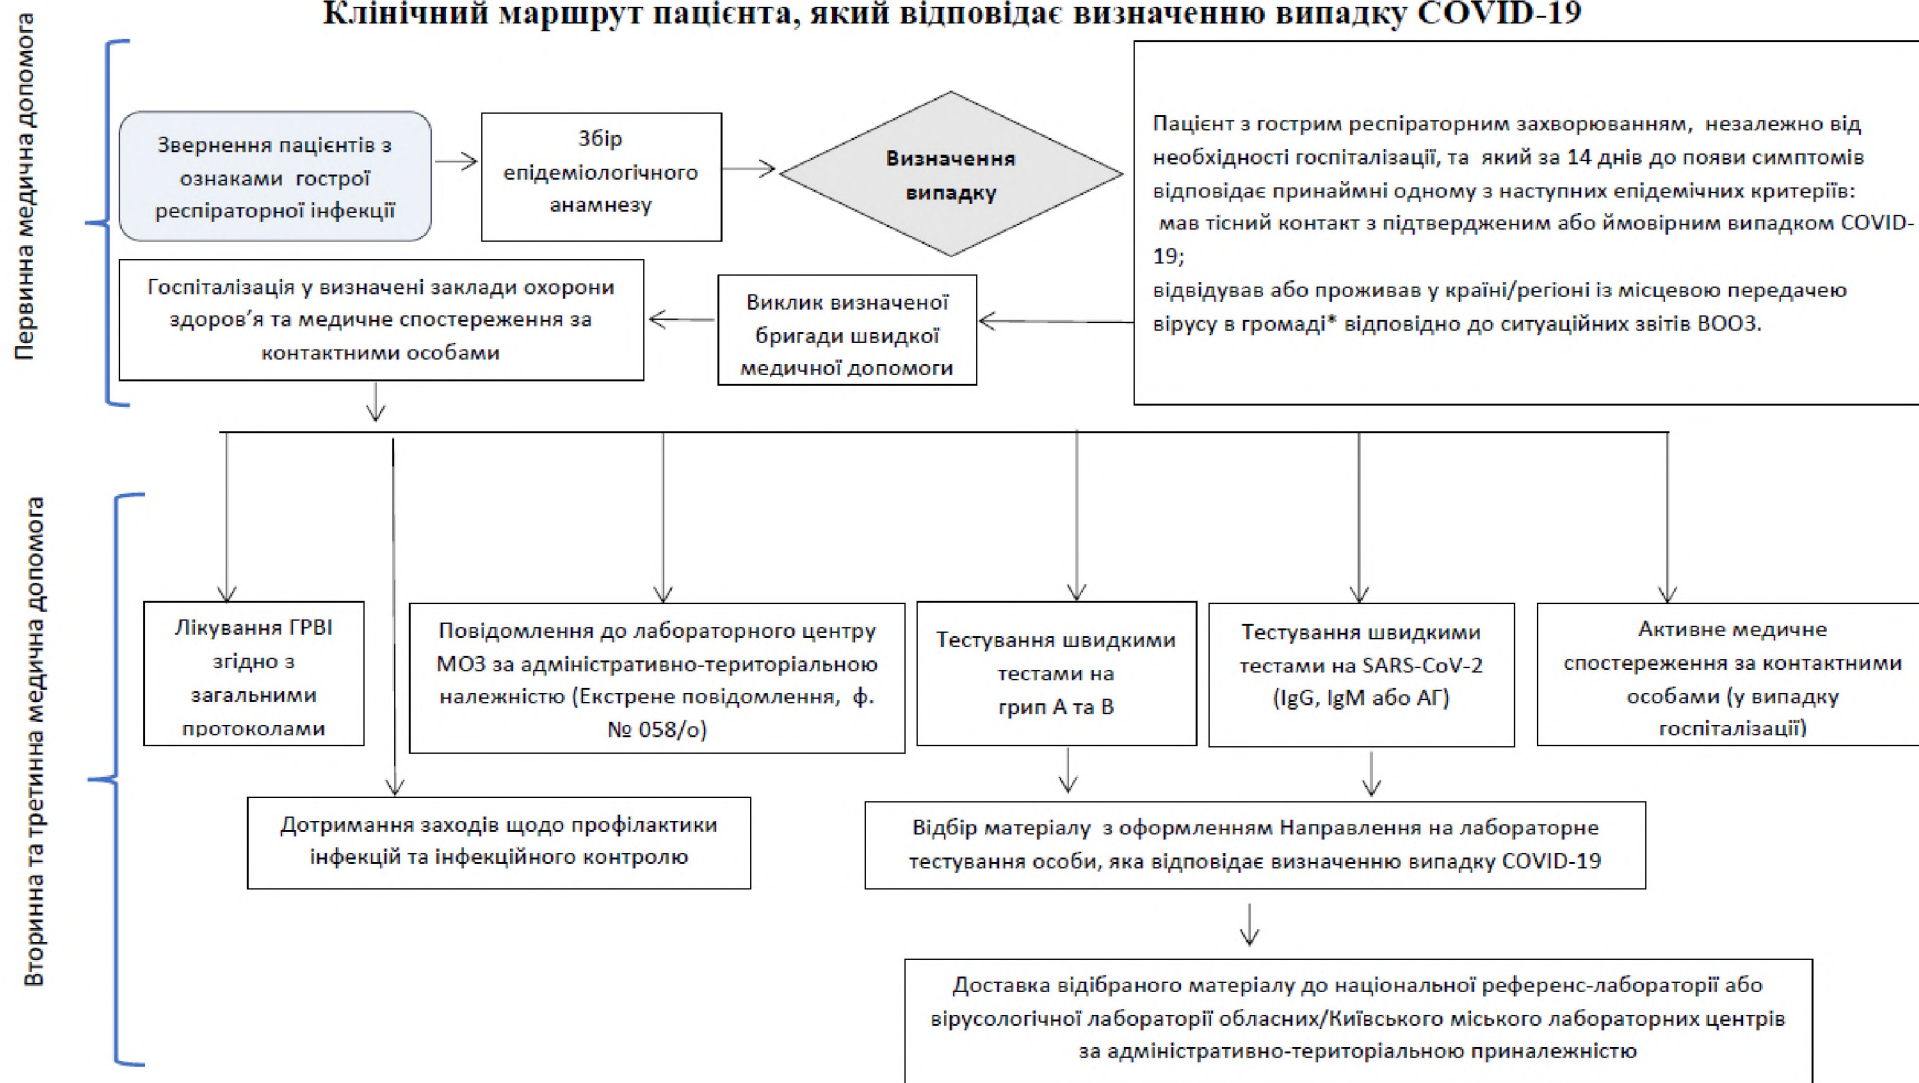 Клінічний маршрут пацієнта, який відповідає визначенню випадку COVID-19
Первинна медична допомога
Звернення пацієнтів з
ознаками гострої
респіраторної інфекції
Збір
епідеміологічного
анамнезу
Визначення
випадку
Пацієнт з гострим респіраторним захворюванням, незалежно від
необхідності госпіталізації, та який за 14 днів до появи симптомів
відповідає принаймні одному з наступних епідемічних критеріїв:
мав тісний контакт з підтвердженим або ймовірним випадком COVID-
19;
відвідував або проживав у країні/регіоні із місцевою передачею
вірусу в громаді* відповідно до ситуаційних звітів ВООЗ.
Виклик визначеної
бригади швидкої
медичної допомоги
Госпіталізація у визначені заклади охорони
здоров’я та медичне спостереження за
контактними особами
Вторинна та третинна медична допомога
Лікування ГРВІ
згідно з
загальними
протоколами
Повідомлення до лабораторного центру
МОЗ за адміністративно-територіальною
належністю (Екстрене повідомлення, ф.
№ 058/о)
Тестування швидкими
тестами на
грип А та В
Тестування швидкими
тестами на SARS-CoV-2
(IgG, IgM або АГ)
Активне медичне
спостереження за контактними
особами (у випадку
госпіталізації)
Дотримання заходів щодо профілактики
інфекцій та інфекційного контролю
Відбір матеріалу з оформленням Направлення на лабораторне
тестування особи, яка відповідає визначенню випадку COVID-19
Доставка відібраного матеріалу до національної референс-лабораторії або
вірусологічної лабораторії обласних/Київського міського лабораторних центрів
за адміністративно-територіальною приналежністю